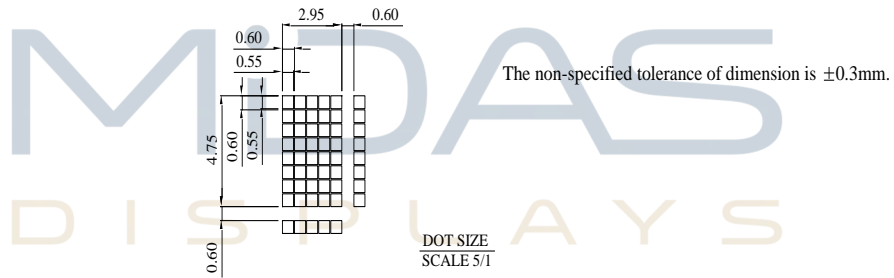 2.95
0.60
0.60
0.55
The non-specified tolerance of dimension is ±0.3mm.
MiDAS
4.75
0.60
0.55
DISPLAYS
0.60
DOT SIZE
SCALE 5/1